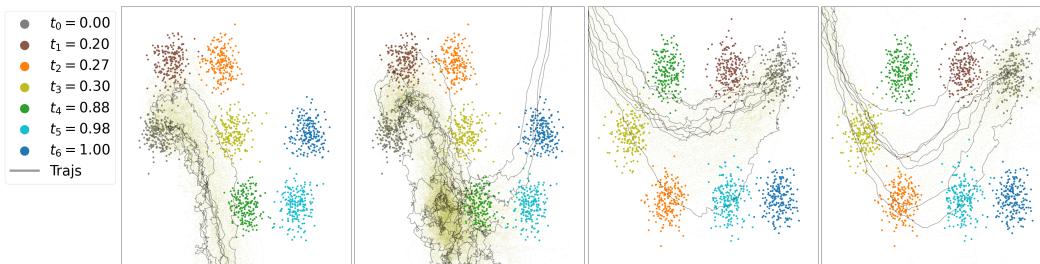 t₀ = 0.00
t₁ = 0.20
t₂ = 0.27
t₃ = 0.30
t₄ = 0.88
t₅ = 0.98
t₆ = 1.00
Trajs